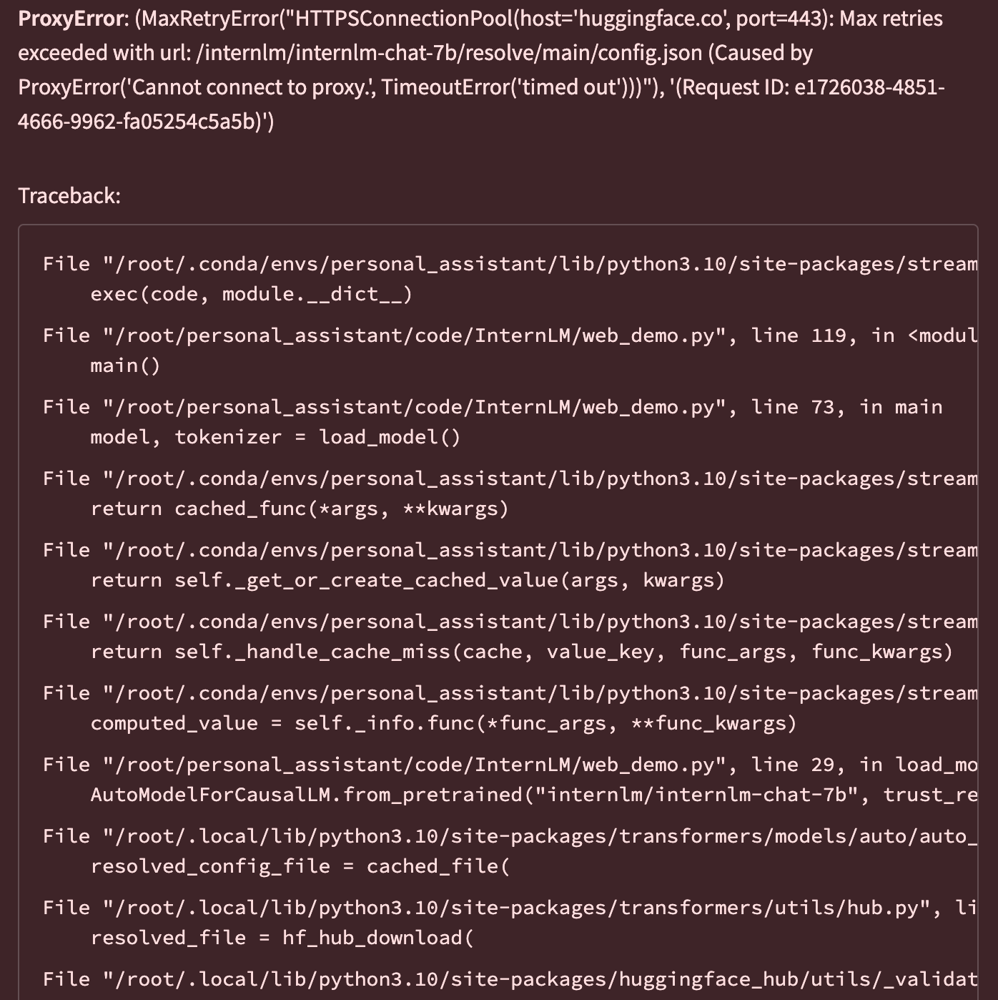 ProxyError: (MaxRetryError("HTTPSConnectionPool(host='huggingface.co', port=443): Max retries
exceeded with url: /internlm/internlm-chat-7b/resolve/main/config.json (Caused by
ProxyError('Cannot connect to proxy.', TimeoutError('timed out')))"), '(Request ID: e1726038-4851-
4666-9962-fa05254c5a5b)')
Traceback:
File "/root/.conda/envs/personal_assistant/lib/python3.10/site-packages/stream
exec(code, module.__dict__)
File "/root/personal_assistant/code/InternLM/web_demo.py", line 119, in <modul
main()
File "/root/personal_assistant/code/InternLM/web_demo.py", line 73, in main
model, tokenizer = load_model()
File "/root/.conda/envs/personal_assistant/lib/python3.10/site-packages/stream
return cached_func(*args, **kwargs)
File "/root/.conda/envs/personal_assistant/lib/python3.10/site-packages/stream
return self._get_or_create_cached_value(args, kwargs)
File "/root/.conda/envs/personal_assistant/lib/python3.10/site-packages/stream
return self._handle_cache_miss(cache, value_key, func_args, func_kwargs)
File "/root/.conda/envs/personal_assistant/lib/python3.10/site-packages/stream
computed_value = self._info.func(*func_args, **func_kwargs)
File "/root/personal_assistant/code/InternLM/web_demo.py", line 29, in load_mo
AutoModelForCausalLM.from_pretrained("internlm/internlm-chat-7b", trust_re
File "/root/.local/lib/python3.10/site-packages/transformers/models/auto/auto_
resolved_config_file = cached_file(
File "/root/.local/lib/python3.10/site-packages/transformers/utils/hub.py", li
resolved_file = hf_hub_download(
File "/root/.local/lib/python3.10/site-packages/huggingface_hub/utils/_validat